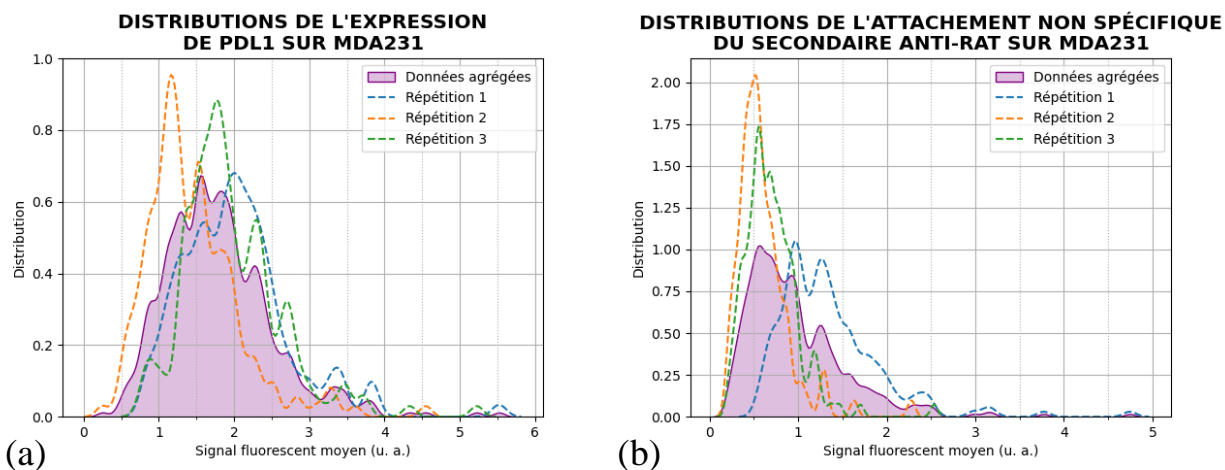 DISTRIBUTIONS DE L'EXPRESSION
DE PDL1 SUR MDA231
Distribution
1.0
0.8
0.6
0.4
0.2
0.0
Données agrégées
Répétition 1
Répétition 2
Répétition 3
0 1 2 3 4 5 6
Signal fluorescent moyen (u. a.)
(a)
DISTRIBUTIONS DE L'ATTACHEMENT NON SPÉCIFIQUE
DU SECONDAIRE ANTI-RAT SUR MDA231
Distribution
2.00
1.75
1.50
1.25
1.00
0.75
0.50
0.25
0.00
Données agrégées
Répétition 1
Répétition 2
Répétition 3
0 1 2 3 4 5
Signal fluorescent moyen (u. a.)
(b)